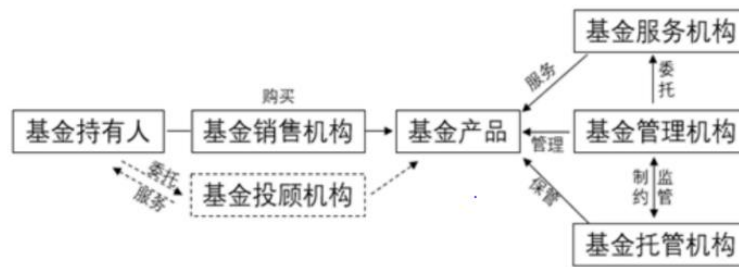 基金服务机构
服务
委托
购买
基金持有人
基金销售机构
基金产品
管理
基金管理机构
委托
服务
基金投顾机构
保管
制约
监管
基金托管机构